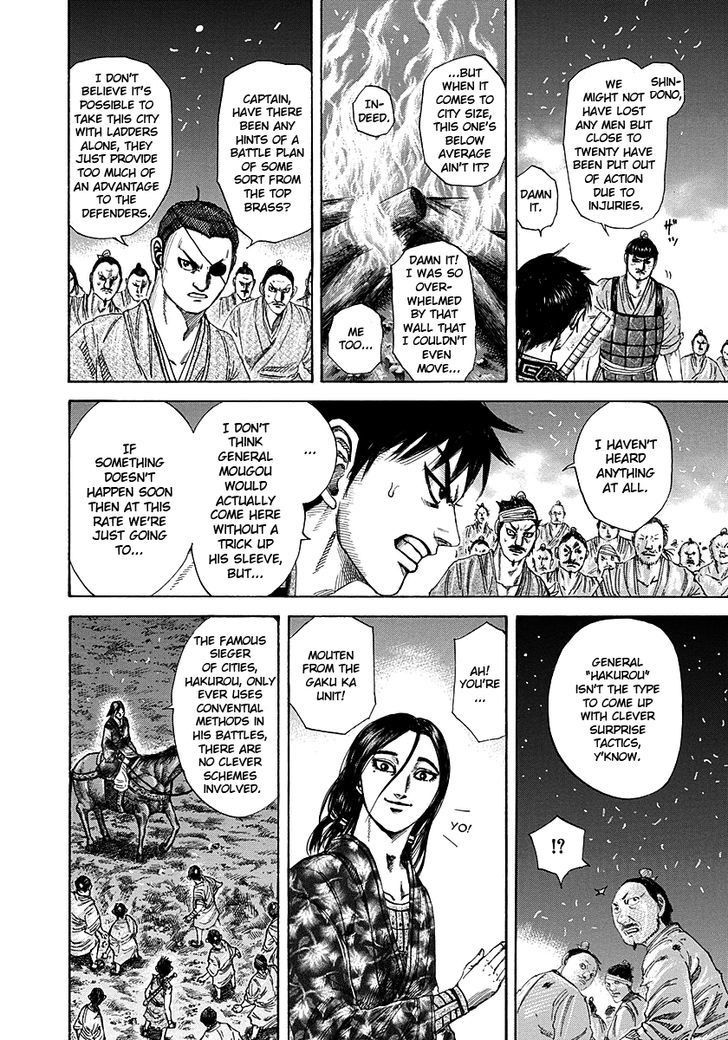 SHIN-
DONO,
WE
MIGHT NOT
HAVE LOST
ANY MEN BUT
CLOSE TO
TWENTY HAVE
BEEN PUT OUT
OF ACTION
DUE TO
INJURIES.
DAMN
IT.
ザッ
...BUT
WHEN IT
COMES TO
CITY SIZE,
THIS ONE'S
BELOW
AVERAGE
AIN'T IT?
IN-
DEED.
DAMN IT!
I WAS SO
OVER-
WHELMED BY
THAT
WALL THAT
I COULDN'T
EVEN
MOVE...
ME
TOO...
CAPTAIN,
HAVE THERE
BEEN ANY
HINTS OF A
BATTLE PLAN
OF SOME
SORT FROM
THE TOP
BRASS?
I DON'T
BELIEVE IT'S
POSSIBLE TO
TAKE THIS CITY
WITH LADDERS
ALONE, THEY
JUST PROVIDE
TOO MUCH OF
AN ADVANTAGE
TO THE
DEFENDERS.
I HAVEN'T
HEARD
ANYTHING
AT ALL.
...
I DON'T
THINK
GENERAL
MOUGOU
WOULD
ACTUALLY
COME HERE
WITHOUT A
TRICK UP
HIS SLEEVE,
BUT...
IF
SOMETHING
DOESN'T
HAPPEN SOON
THEN AT THIS
RATE WE'RE
JUST GOING
TO...
GENERAL
"HAKUROU"
ISN'T THE TYPE
TO COME UP
WITH CLEVER
SURPRISE
TACTICS,
Y'KNOW.
!?
AH!
YOU'RE
...
MOUTEN
FROM THE
GAKU KA
UNIT!
YO!
THE FAMOUS
SIEGER
OF CITIES,
HAKUROU, ONLY
EVER USES
CONVENTIAL
METHODS IN
HIS BATTLES,
THERE ARE
NO CLEVER
SCHEMES
INVOLVED.